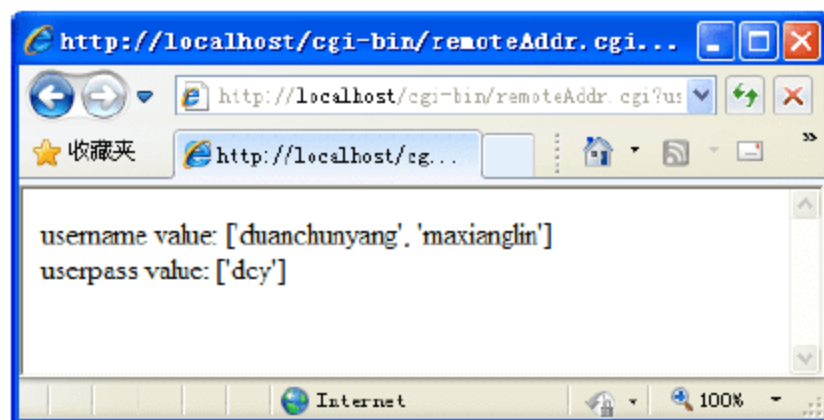 http://localhost/cgi-bin/remoteAddr.cgi...
http://localhost/cgi-bin/remoteAddr.cgi?us
收藏夹
http://localhost/cg...
username value: ['duanchunyang', 'maxianglin']
userpass value: ['dcy']
Internet
100%